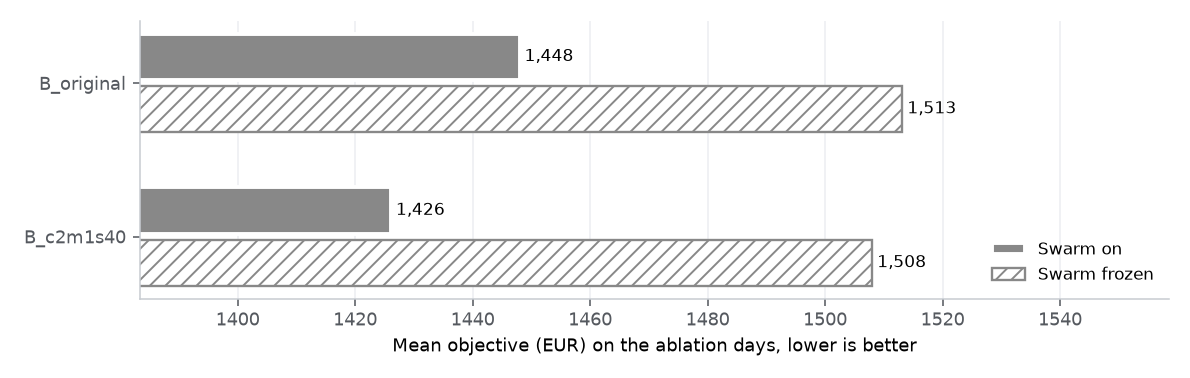 B_original
1,448
1,513
B_c2m1s40
1,426
1,508
Swarm on
Swarm frozen
1400 1420 1440 1460 1480 1500 1520 1540
Mean objective (EUR) on the ablation days, lower is better